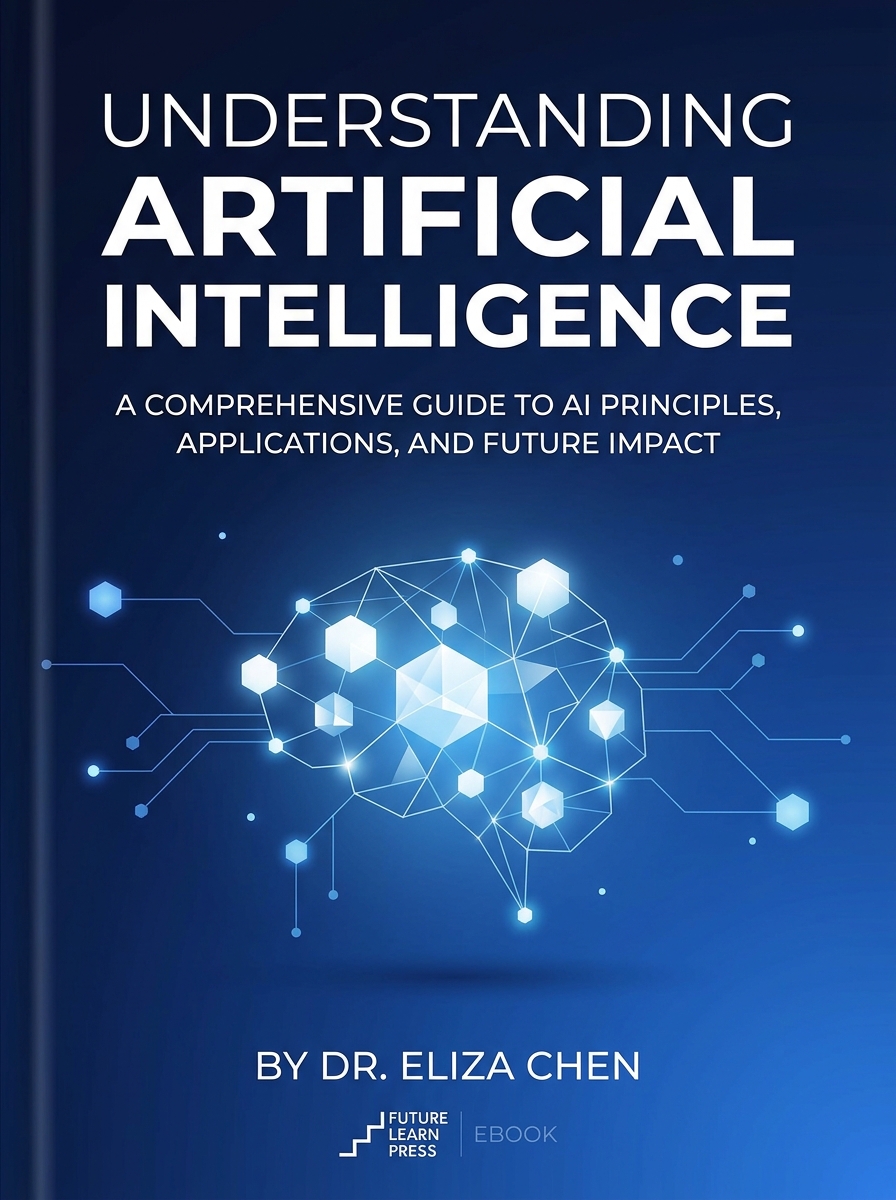 UNDERSTANDING
ARTIFICIAL
INTELLIGENCE
A COMPREHENSIVE GUIDE TO AI PRINCIPLES,
APPLICATIONS, AND FUTURE IMPACT
BY DR. ELIZA CHEN
FUTURE
LEARN
PRESS
EBOOK